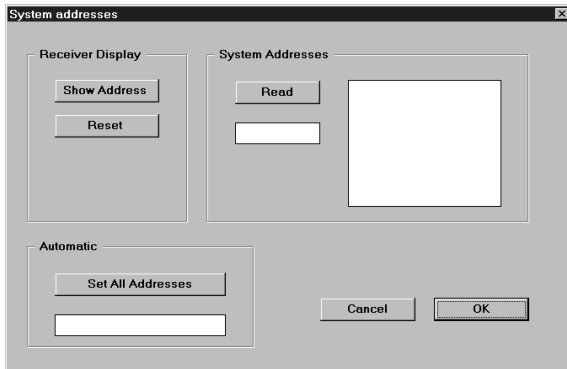 System addresses
Receiver Display
Show Address
Reset
System Addresses
Read
Automatic
Set All Addresses
Cancel
OK